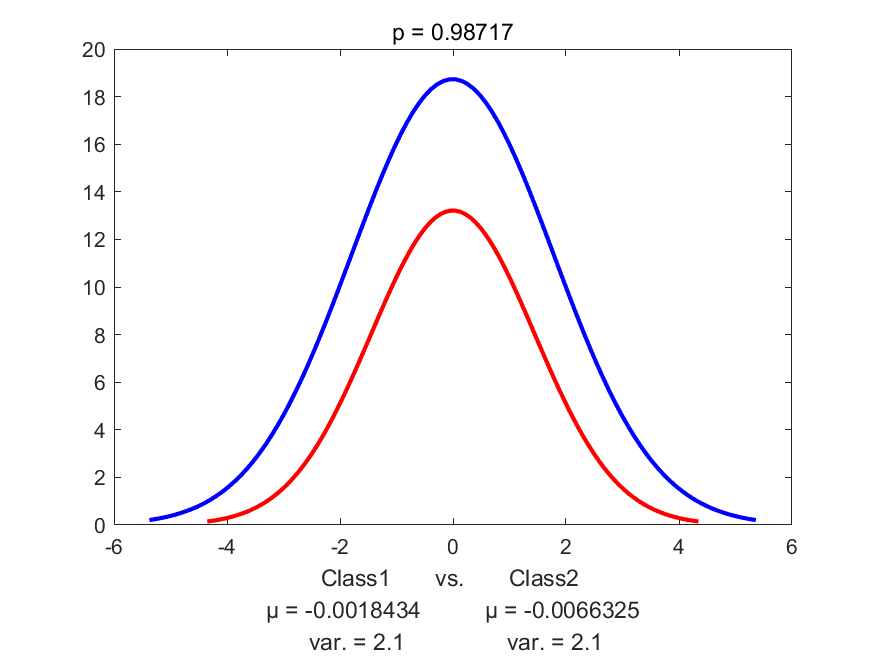 p = 0.98717
20
18
16
14
12
10
8
6
4
2
0
-6 -4 -2 0 2 4 6
Class1 vs. Class2
μ = -0.0018434 μ = -0.0066325
var. = 2.1 var. = 2.1